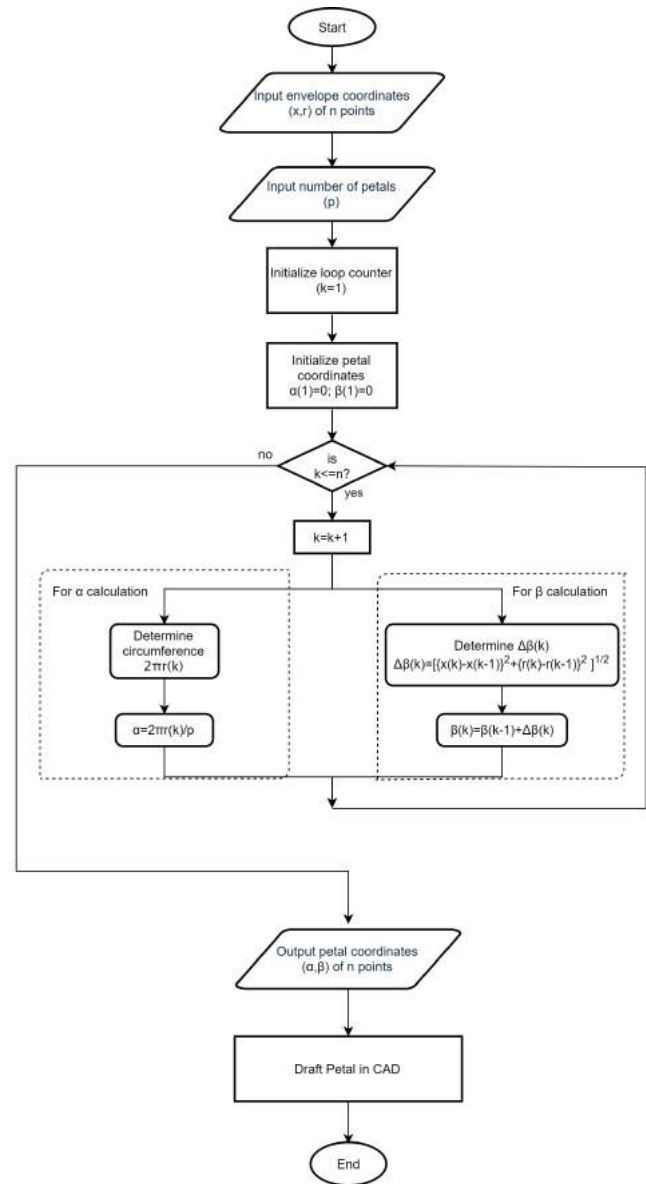 Start
Input envelope coordinates
(x,r) of n points
Input number of petals
(p)
Initialize loop counter
(k=1)
Initialize petal
coordinates
α(1)=0; β(1)=0
no
is
k<=n?
yes
k=k+1
For α calculation
For β calculation
Determine
circumference
2πr(k)
Determine Δβ(k)
Δβ(k)=[{x(k)-x(k-1)}²+{r(k)-r(k-1)}² ]¹/²
α=2πr(k)/p
β(k)=β(k-1)+Δβ(k)
Output petal coordinates
(α,β) of n points
Draft Petal in CAD
End